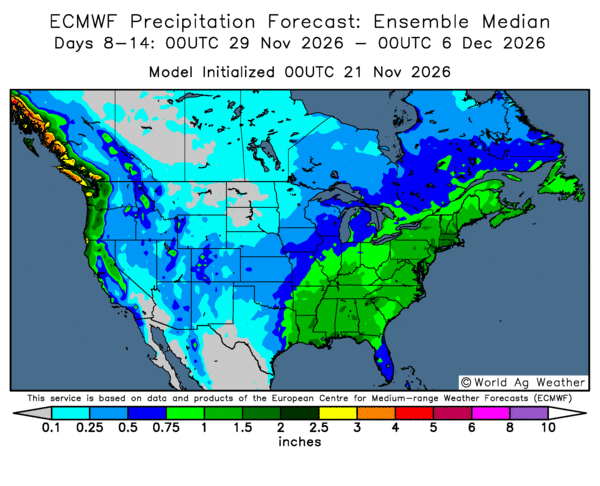 ECMWF Precipitation Forecast: Ensemble Median
Days 8–14: 00UTC 29 Nov 2026 – 00UTC 6 Dec 2026
Model Initialized 00UTC 21 Nov 2026
© World Ag Weather
This service is based on data and products of the European Centre for Medium-range Weather Forecasts (ECMWF)
0.1 0.25 0.5 0.75 1 1.5 2 2.5 3 4 5 6 8 10
inches